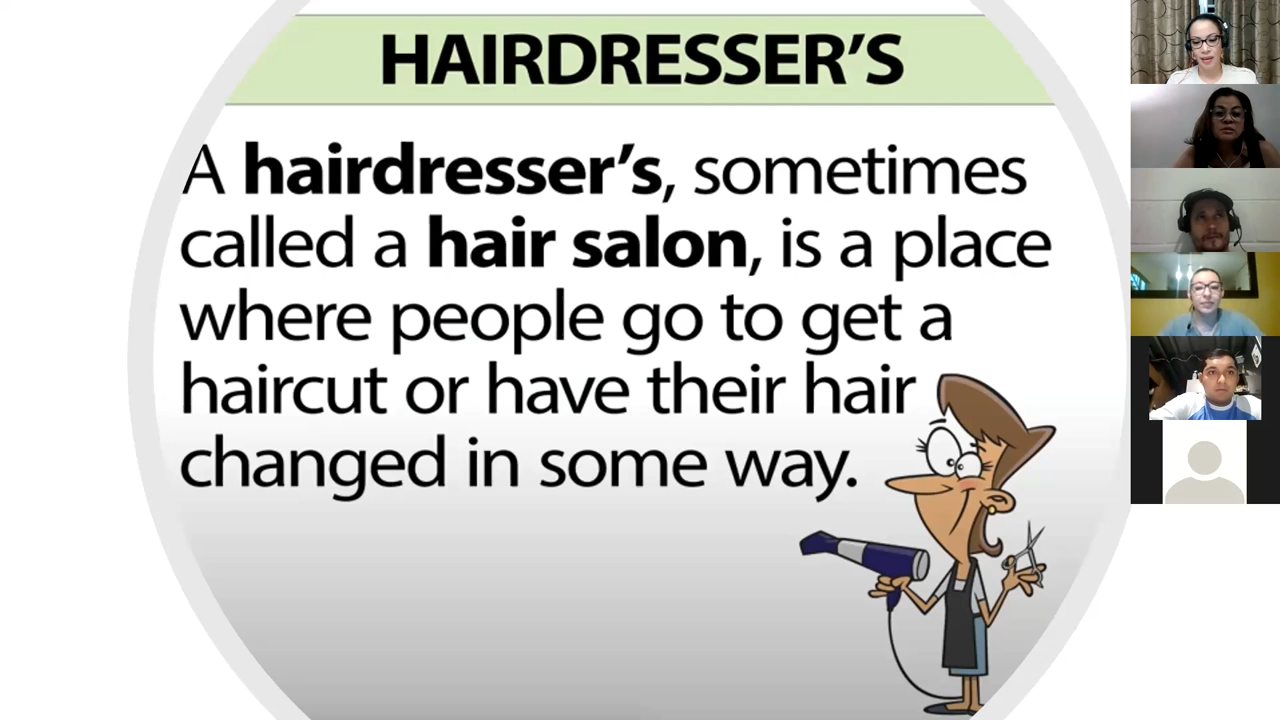 HAIRDRESSER’S
A hairdresser’s, sometimes
called a hair salon, is a place
where people go to get a
haircut or have their hair
changed in some way.